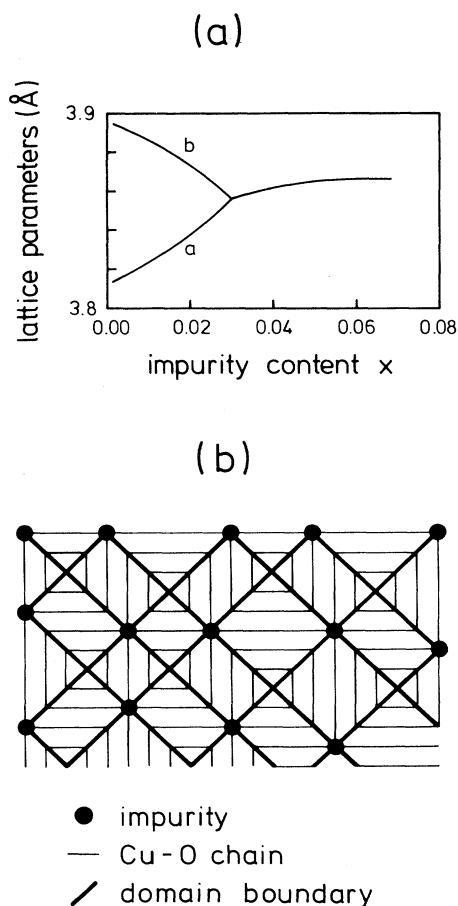 (a)
lattice parameters (Å)
3.9
b
a
3.8
0.00 0.02 0.04 0.06 0.08
impurity content x
(b)
impurity
Cu-O chain
domain boundary